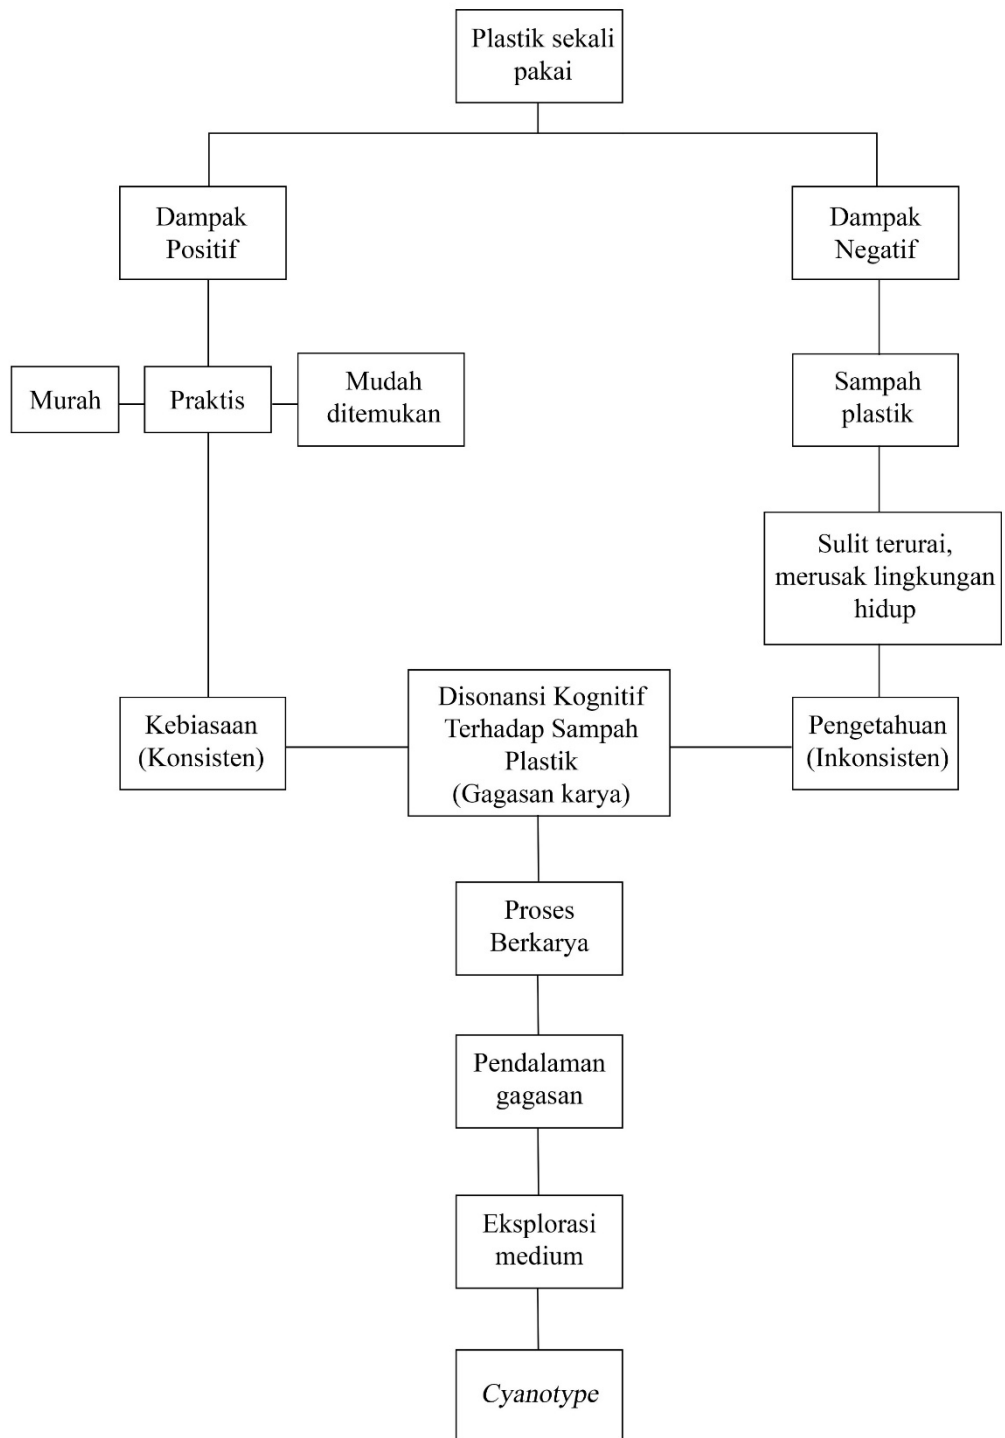 Plastik sekali
pakai
Dampak
Positif
Dampak
Negatif
Murah
Praktis
Mudah
ditemukan
Sampah
plastik
Sulit terurai,
merusak lingkungan
hidup
Kebiasaan
(Konsisten)
Disonansi Kognitif
Terhadap Sampah
Plastik
(Gagasan karya)
Pengetahuan
(Inkonsisten)
Proses
Berkarya
Pendalaman
gagasan
Eksplorasi
medium
Cyanotype